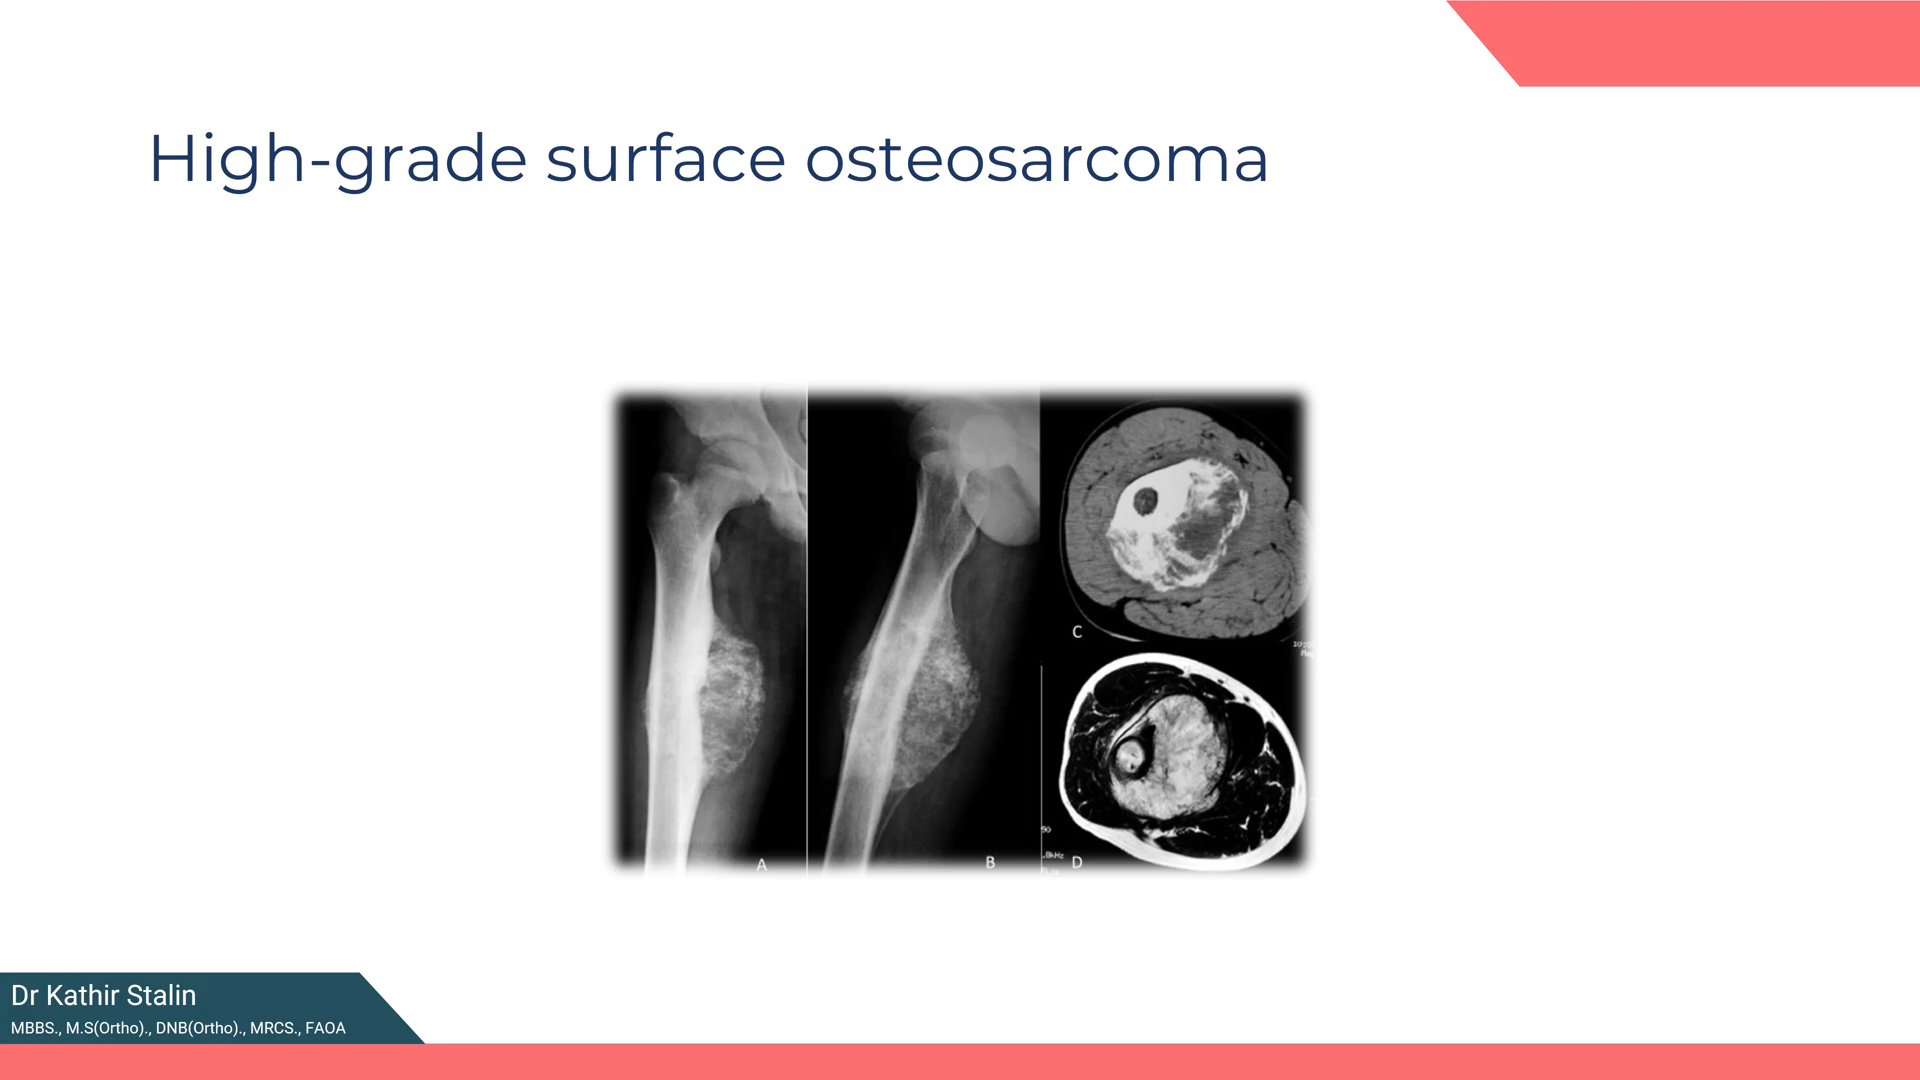 High-grade surface osteosarcoma
A
B
C
D
Dr Kathir Stalin
MBBS., M.S(Ortho)., DNB(Ortho)., MRCS., FAOA